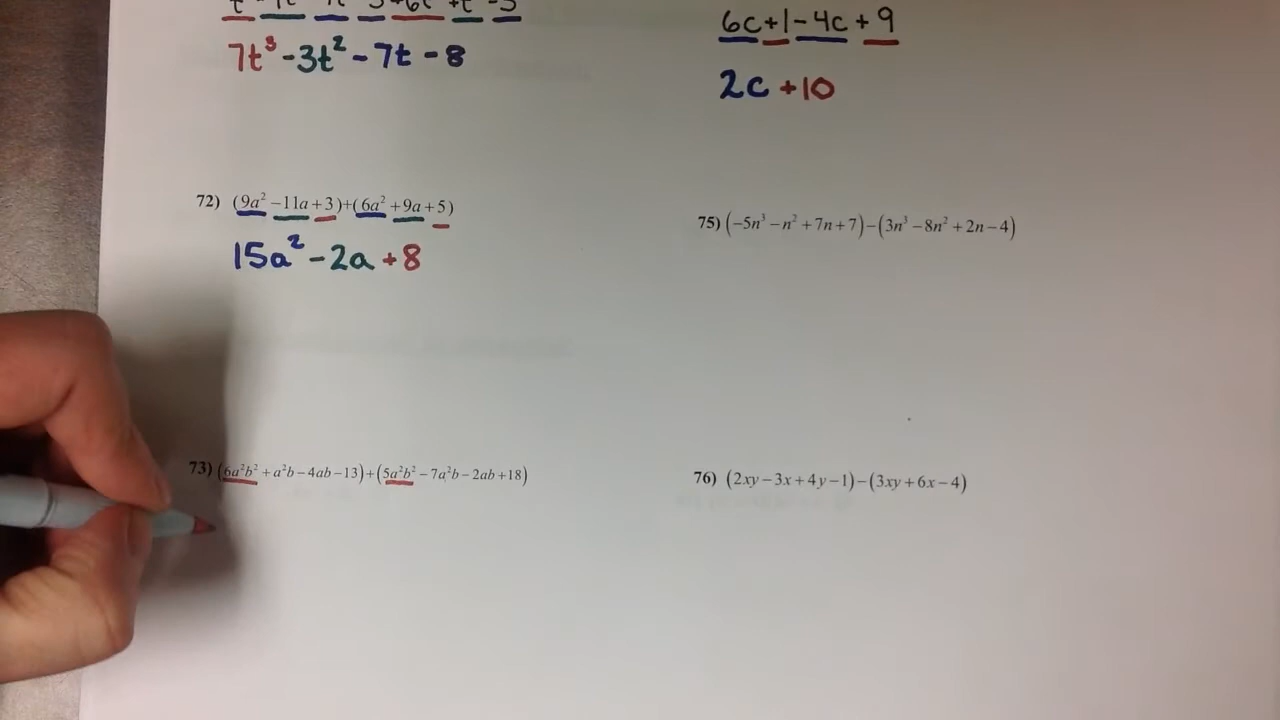 7t³ -3t² - 7t - 8
72) (9a² -11a + 3)+(6a² +9a + 5)
15a² - 2a + 8
73) (6a²b² + a²b - 4ab - 13) + (5a²b² - 7a²b - 2ab + 18)
6c+1-4c+9
2c +10
75) (-5n³ - n² + 7n + 7) - (3n³ - 8n² + 2n - 4)
76) (2xy - 3x + 4y - 1) - (3xy + 6x - 4)